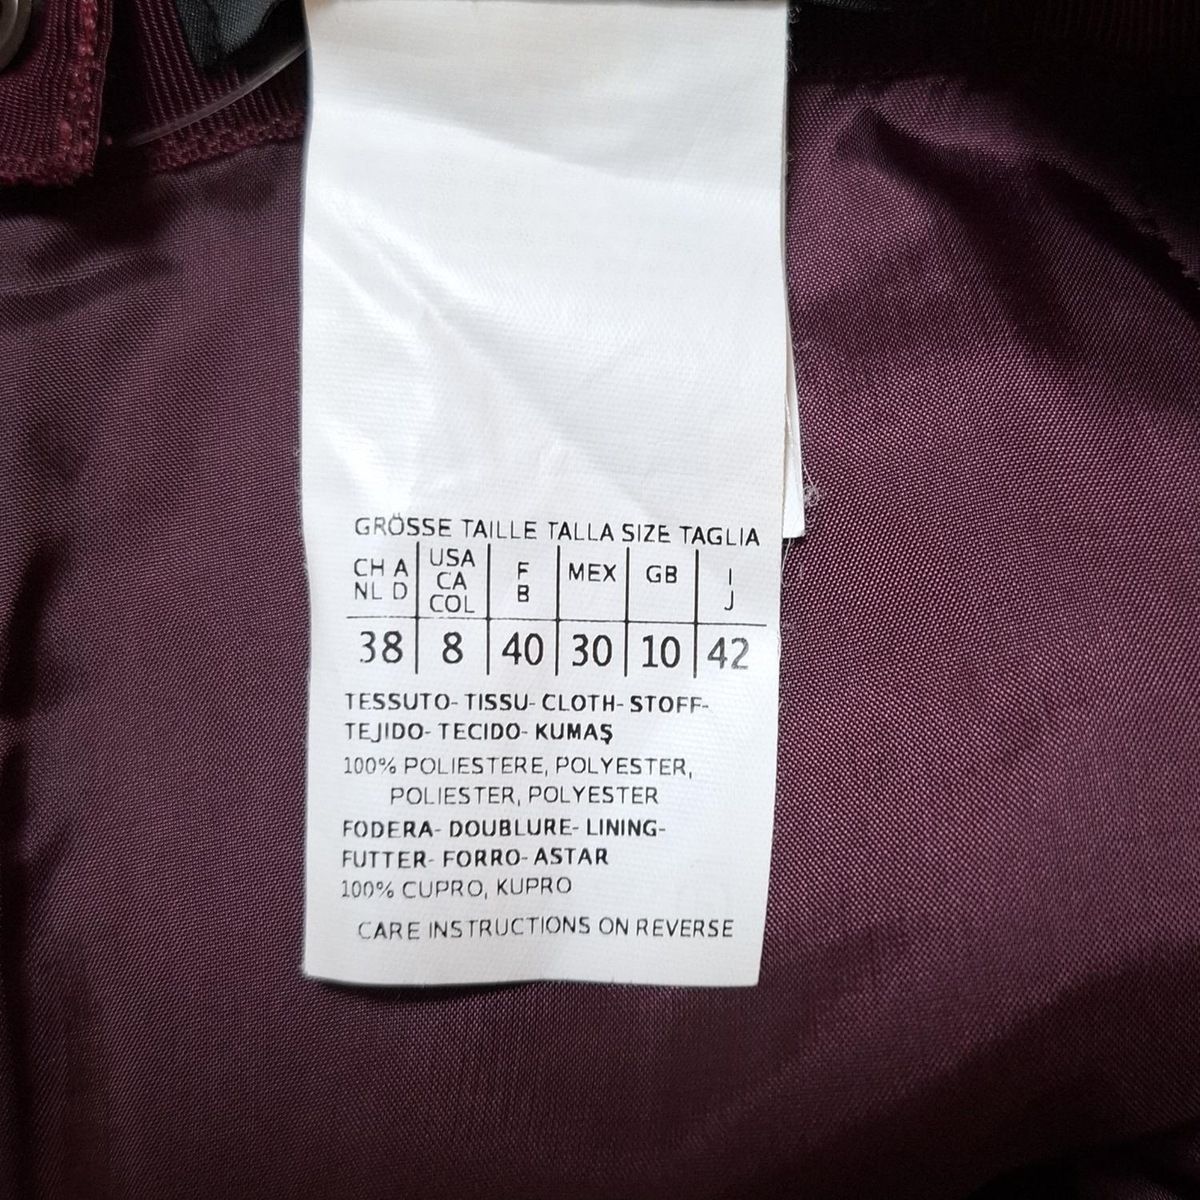 GRÖSSE TAILLE TALLA SIZE TAGLIA
CH A NL D | USA CA COL | F B | MEX | GB | I J
38 | 8 | 40 | 30 | 10 | 42
TESSUTO- TISSU- CLOTH- STOFF-
TEJIDO- TECIDO- KUMAŞ
100% POLIESTERE, POLYESTER,
POLIESTER, POLYESTER
FODERA- DOUBLURE- LINING-
FUTTER- FORRO- ASTAR
100% CUPRO, KUPRO
CARE INSTRUCTIONS ON REVERSE